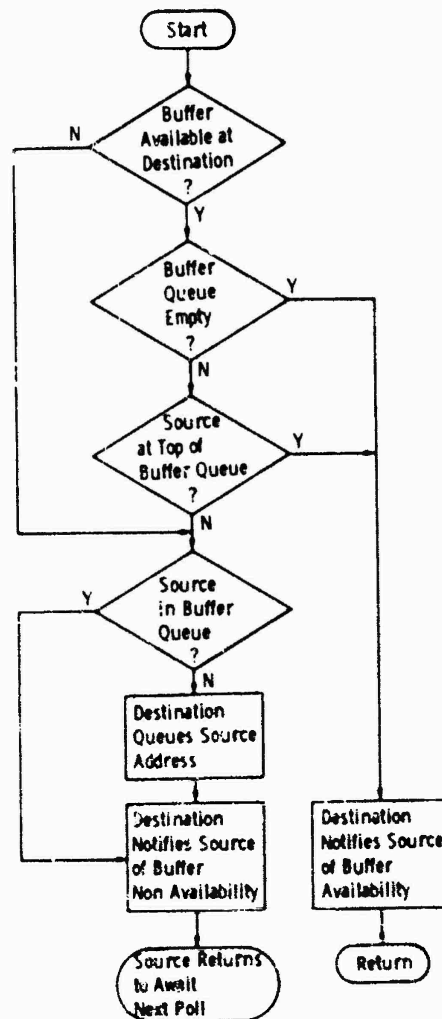 Start
Buffer
Available at
Destination
?
N
Y
Buffer
Queue
Empty
?
Y
N
Source
at Top of
Buffer Queue
?
Y
N
Source
in Buffer
Queue
?
Y
N
Destination
Queues Source
Address
Destination
Notifies Source
of Buffer
Non Availability
Destination
Notifies Source
of Buffer
Availability
Source Returns
to Await
Next Poll
Return